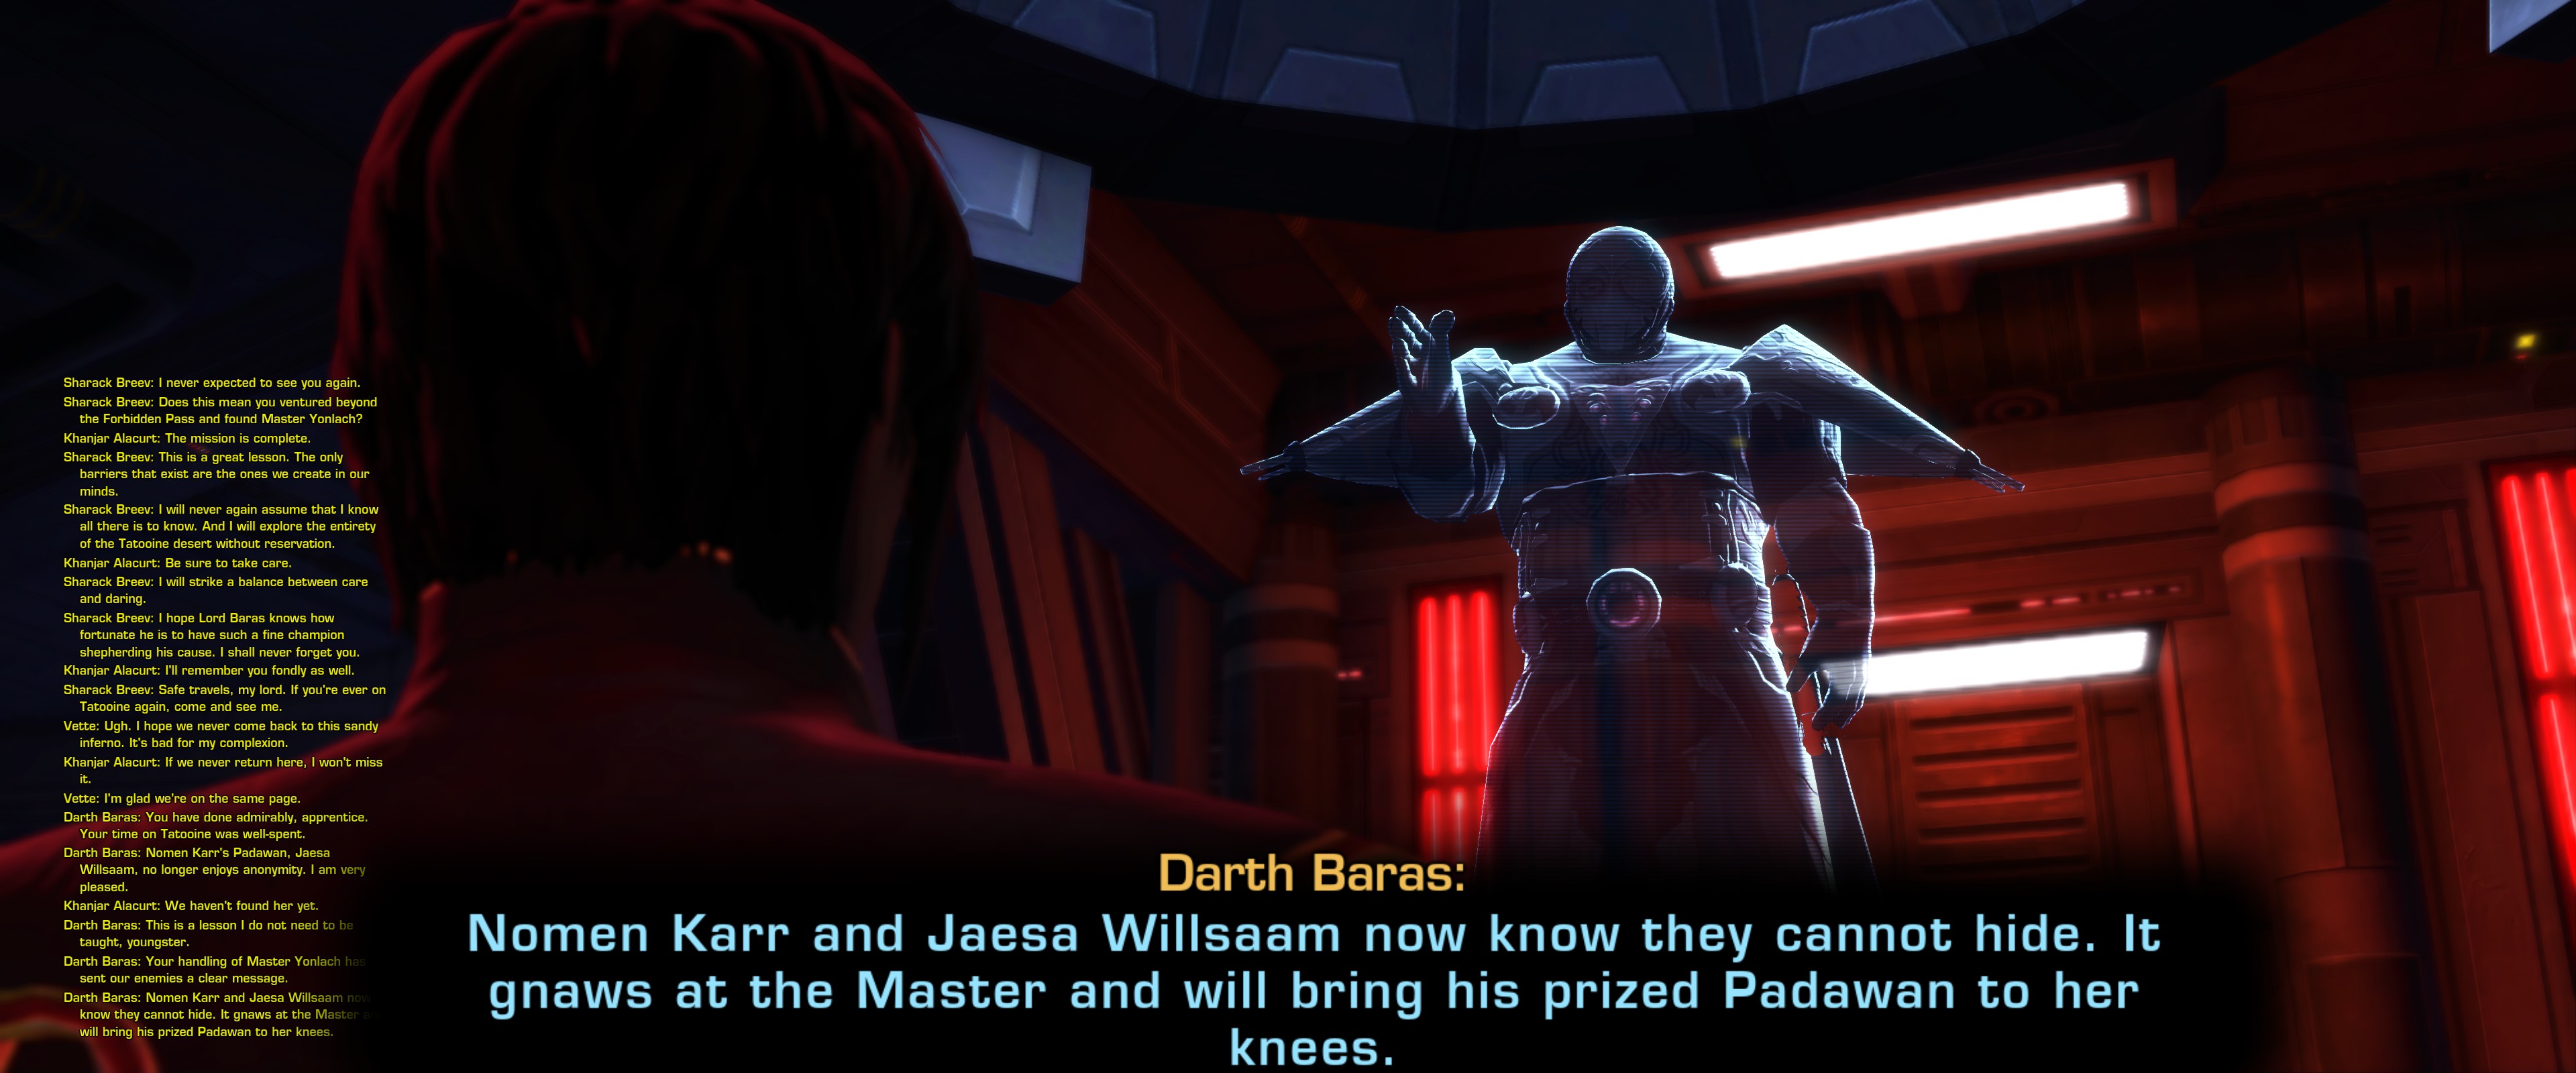 Sharack Breev: I never expected to see you again.
Sharack Breev: Does this mean you ventured beyond
the Forbidden Pass and found Master Yonlach?
Khanjar Alacurt: The mission is complete.
Sharack Breev: This is a great lesson. The only
barriers that exist are the ones we create in our
minds.
Sharack Breev: I will never again assume that I know
all there is to know. And I will explore the entirety
of the Tatooine desert without reservation.
Khanjar Alacurt: Be sure to take care.
Sharack Breev: I will strike a balance between care
and daring.
Sharack Breev: I hope Lord Baras knows how
fortunate he is to have such a fine champion
shepherding his cause. I shall never forget you.
Khanjar Alacurt: I'll remember you fondly as well.
Sharack Breev: Safe travels, my lord. If you're ever on
Tatooine again, come and see me.
Vette: Ugh. I hope we never come back to this sandy
inferno. It's bad for my complexion.
Khanjar Alacurt: If we never return here, I won't miss
it.
Vette: I'm glad we're on the same page.
Darth Baras: You have done admirably, apprentice.
Your time on Tatooine was well-spent.
Darth Baras: Nomen Karr's Padawan, Jaesa
Willsaam, no longer enjoys anonymity. I am very
pleased.
Khanjar Alacurt: We haven't found her yet.
Darth Baras: This is a lesson I do not need to be
taught, youngster.
Darth Baras: Your handling of Master Yonlach has
sent our enemies a clear message.
Darth Baras: Nomen Karr and Jaesa Willsaam now
know they cannot hide. It gnaws at the Master and
will bring his prized Padawan to her knees.
Darth Baras:
Nomen Karr and Jaesa Willsaam now know they cannot hide. It
gnaws at the Master and will bring his prized Padawan to her
knees.